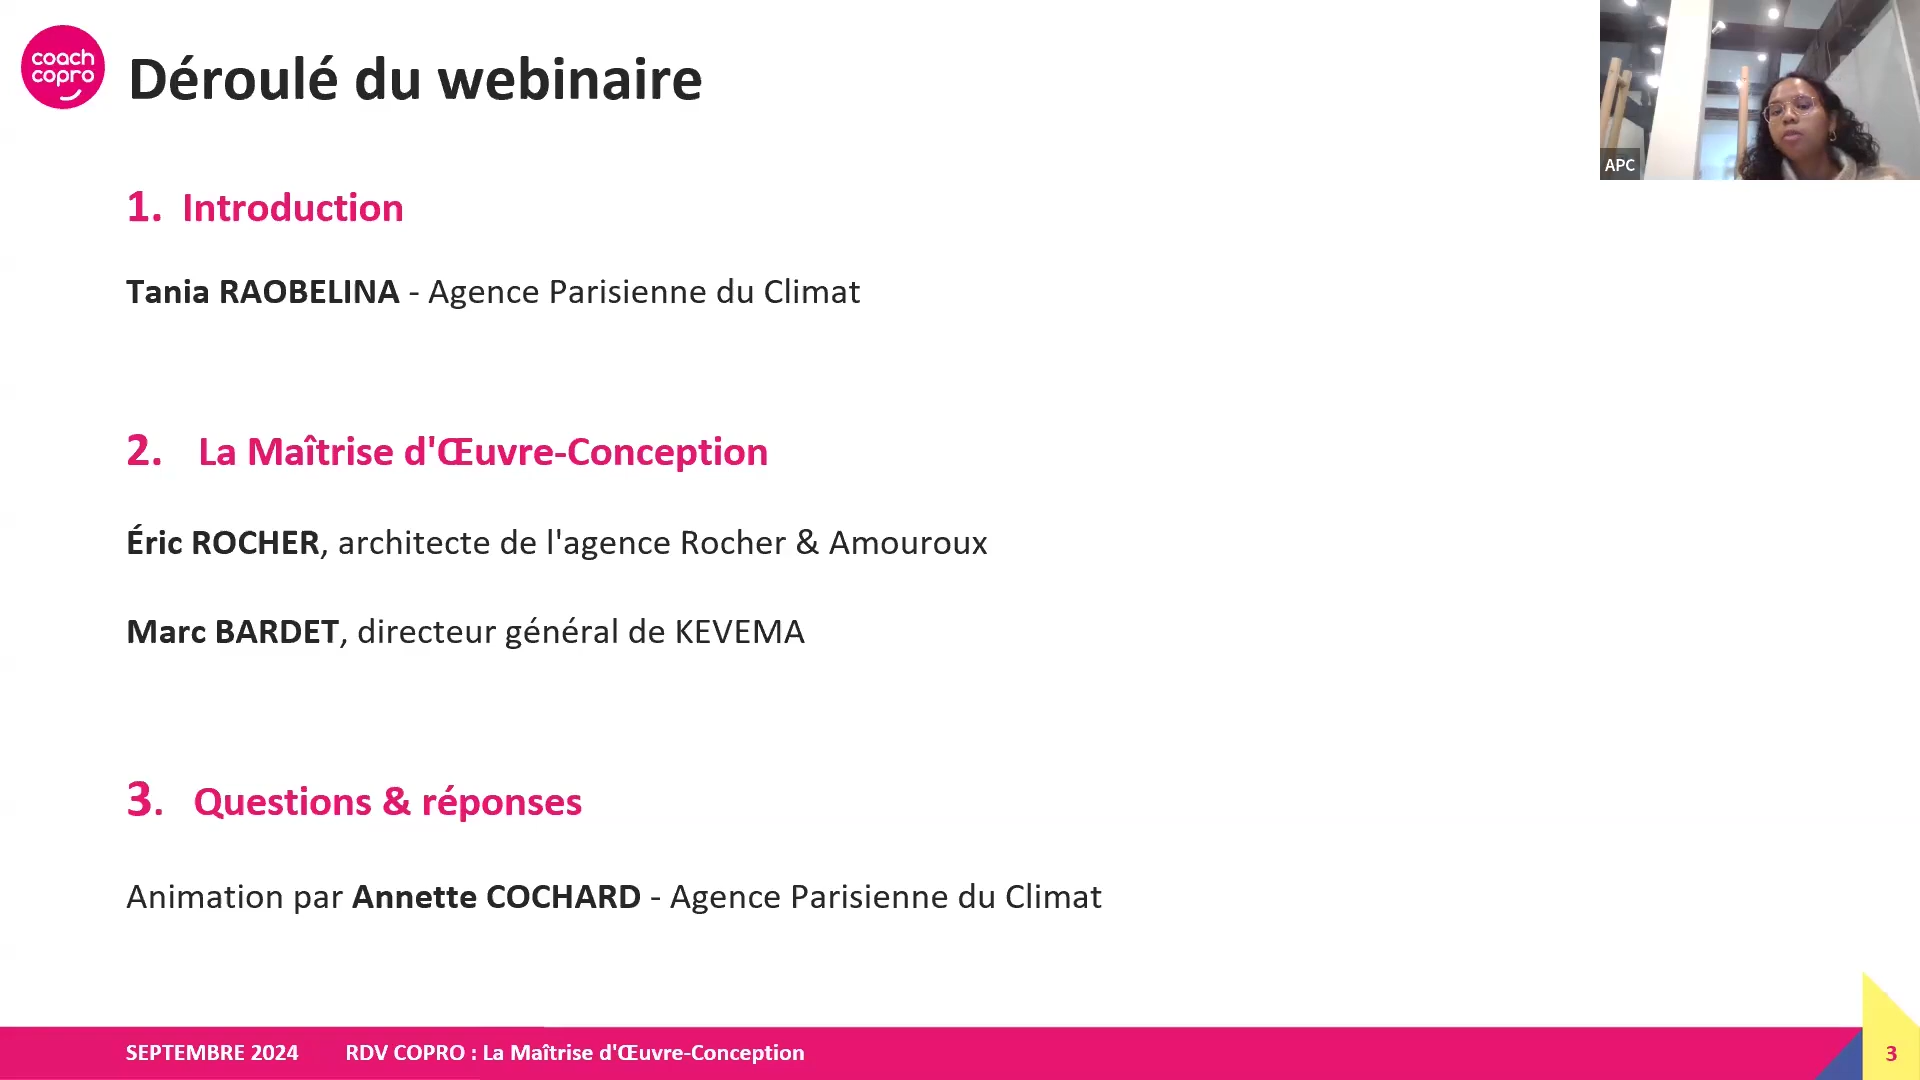 coach
copro
Déroulé du webinaire
APC
1. Introduction
Tania RAOBELINA - Agence Parisienne du Climat
2. La Maîtrise d'Œuvre-Conception
Éric ROCHER, architecte de l'agence Rocher & Amouroux
Marc BARDET, directeur général de KEVEMA
3. Questions & réponses
Animation par Annette COCHARD - Agence Parisienne du Climat
SEPTEMBRE 2024 RDV COPRO : La Maîtrise d'Œuvre-Conception 3